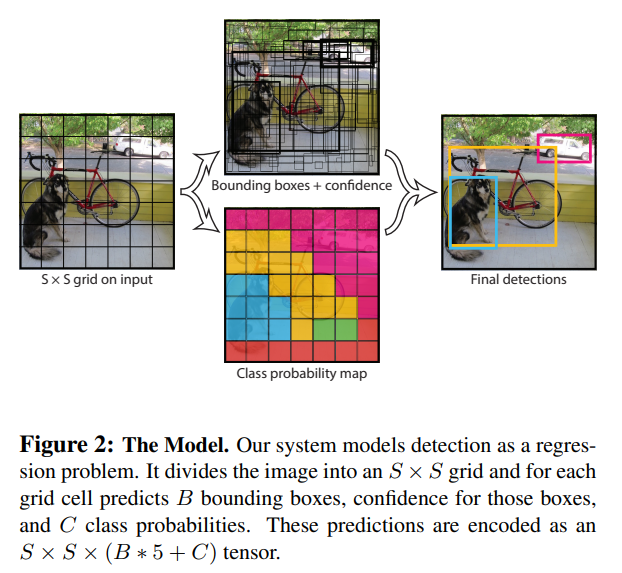 Bounding boxes + confidence
S × S grid on input
Final detections
Class probability map
Figure 2: The Model. Our system models detection as a regres-
sion problem. It divides the image into an S × S grid and for each
grid cell predicts B bounding boxes, confidence for those boxes,
and C class probabilities. These predictions are encoded as an
S × S × (B ∗ 5 + C) tensor.